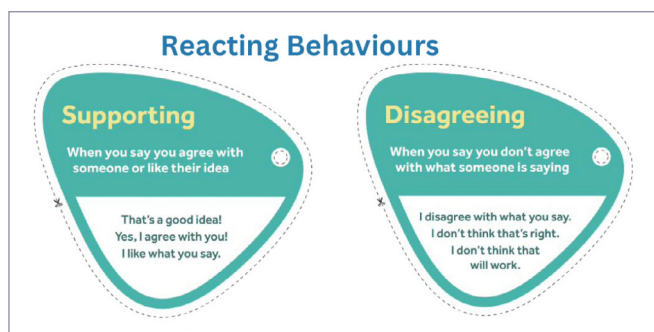 Reacting Behaviours
Supporting
When you say you agree with
someone or like their idea
That's a good idea!
Yes, I agree with you!
I like what you say.
Disagreeing
When you say you don't agree
with what someone is saying
I disagree with what you say.
I don't think that's right.
I don't think that
will work.